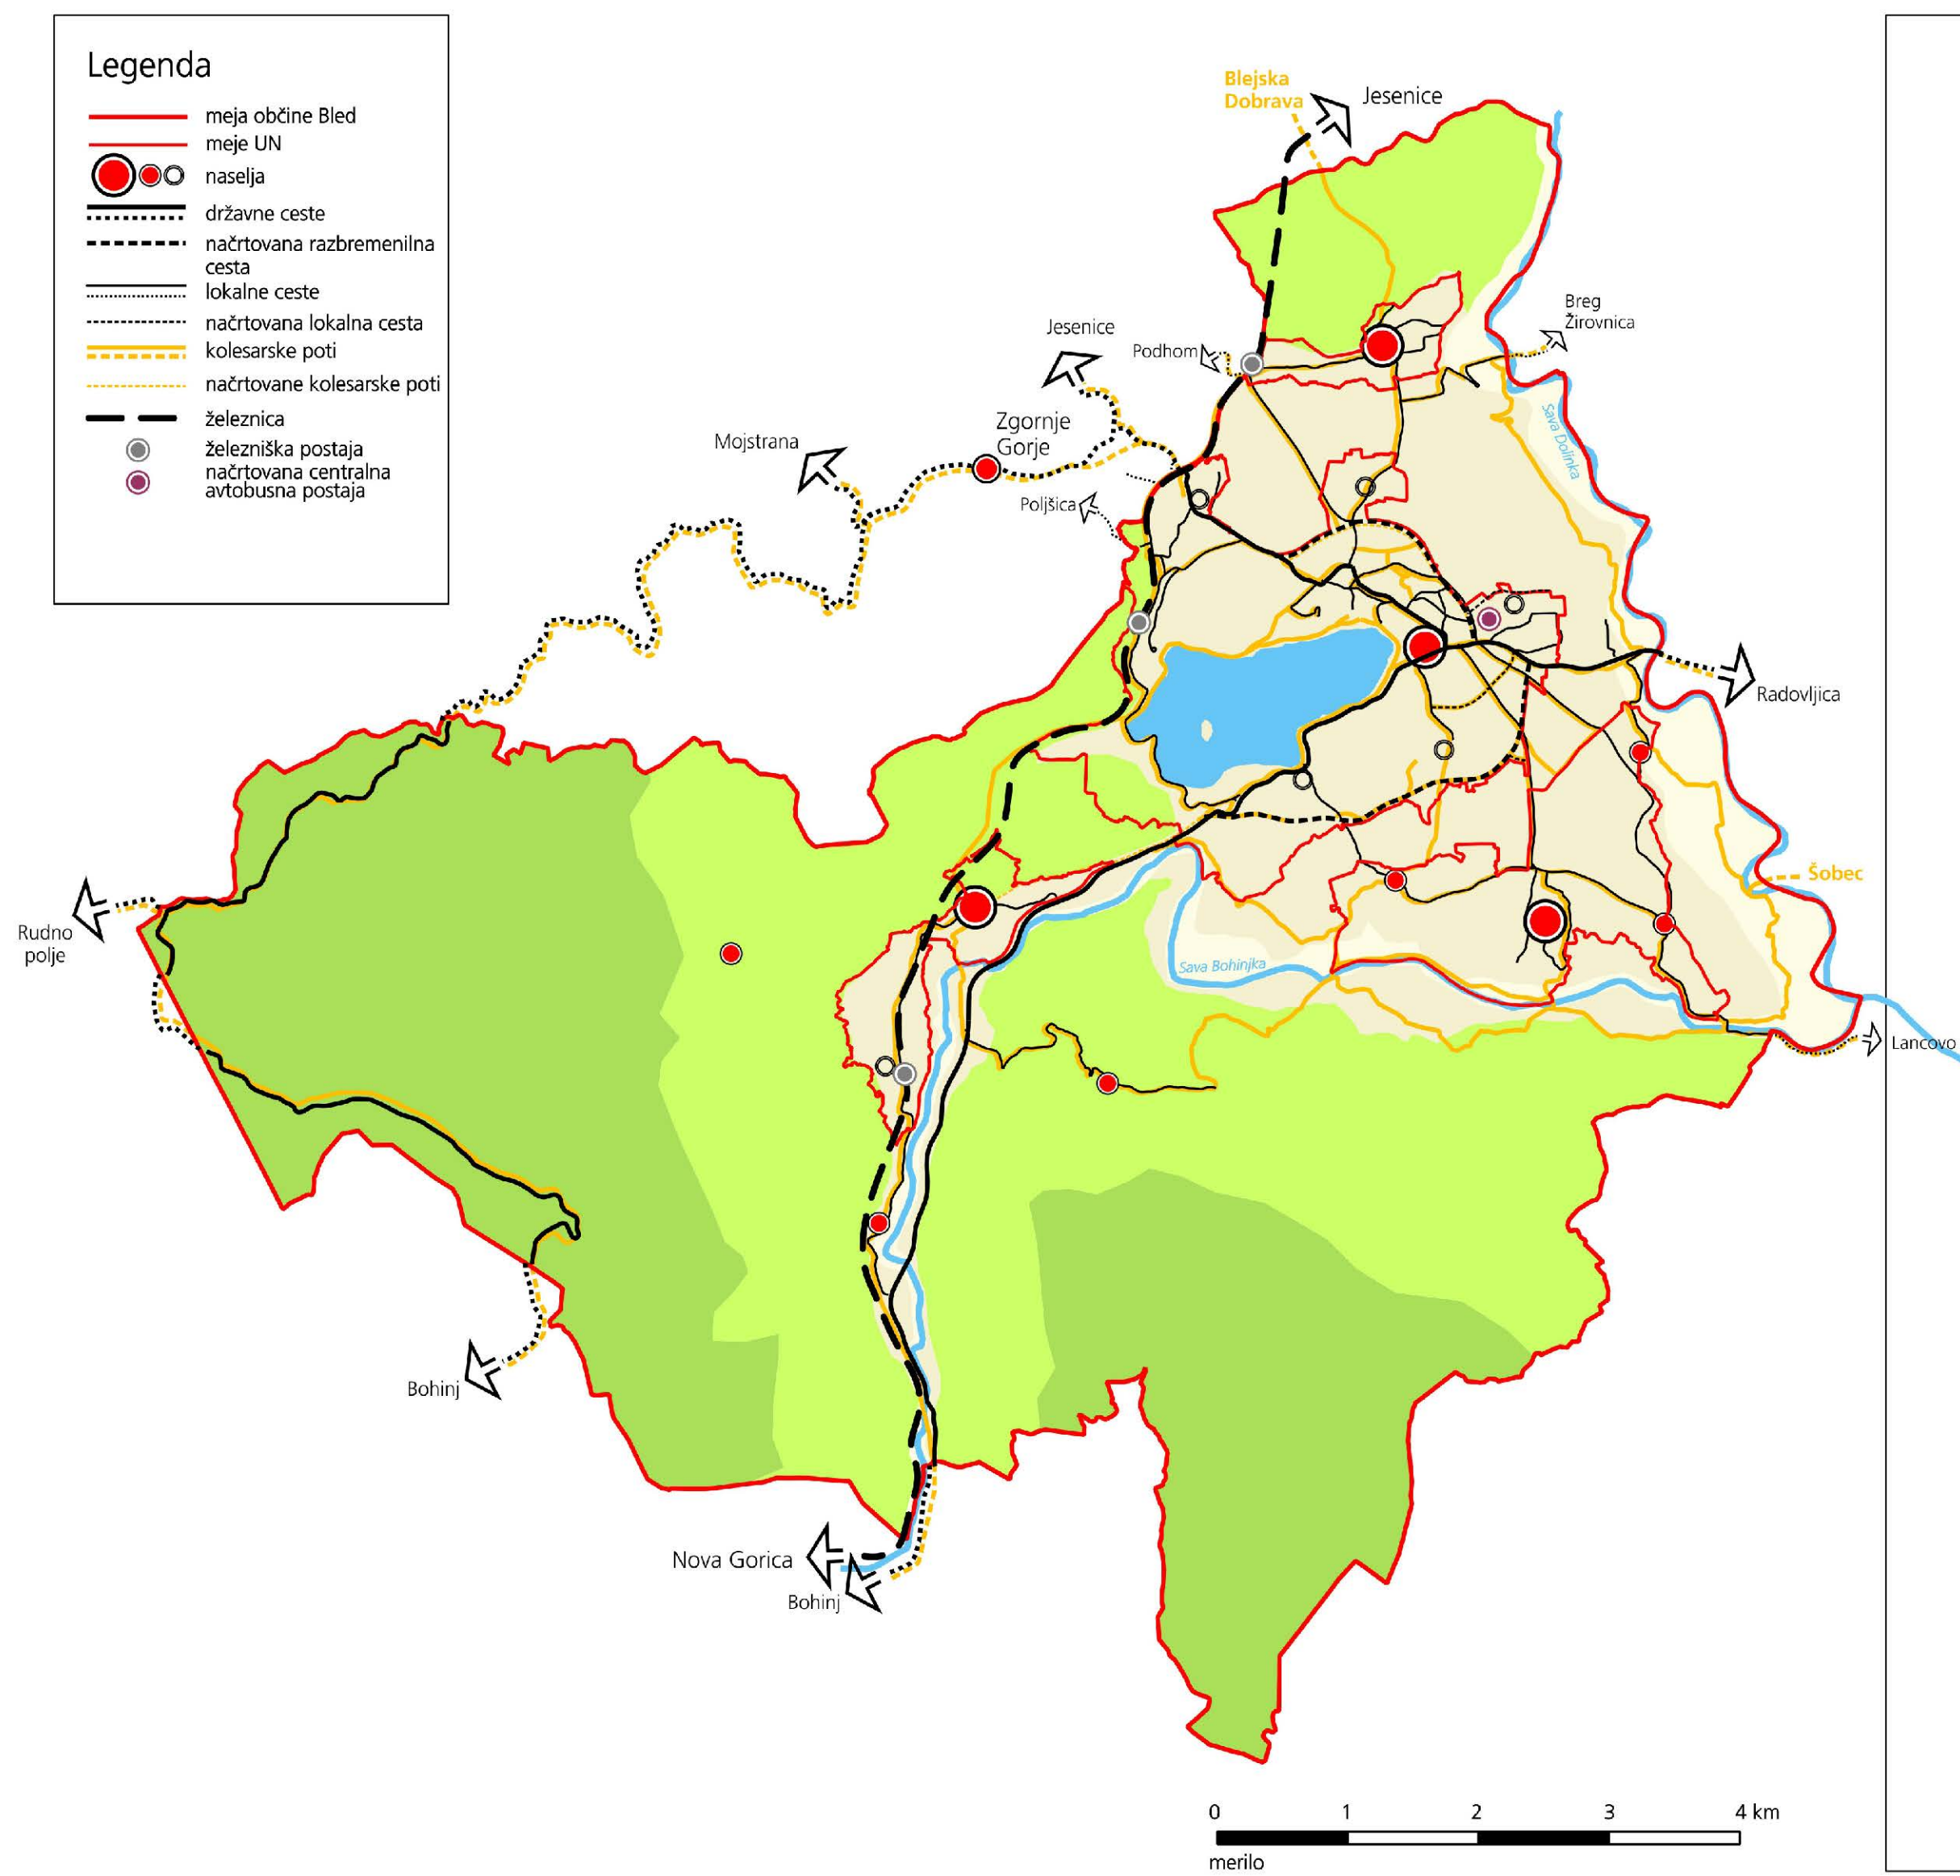 Legenda
meja občine Bled
meje UN
naselja
državne ceste
načrtovana razbremenilna
cesta
lokalne ceste
načrtovana lokalna cesta
kolesarske poti
načrtovane kolesarske poti
železnica
železniška postaja
načrtovana centralna
avtobusna postaja
Blejska
Dobrava
Jesenice
Breg
Žirovnica
Jesenice
Podhom
Zgornje
Gorje
Mojstrana
Sava Dolinka
Poljšica
Radovljica
Šobec
Rudno
polje
Sava Bohinjka
Lancovo
Bohinj
Nova Gorica
Bohinj
0 1 2 3 4 km
merilo